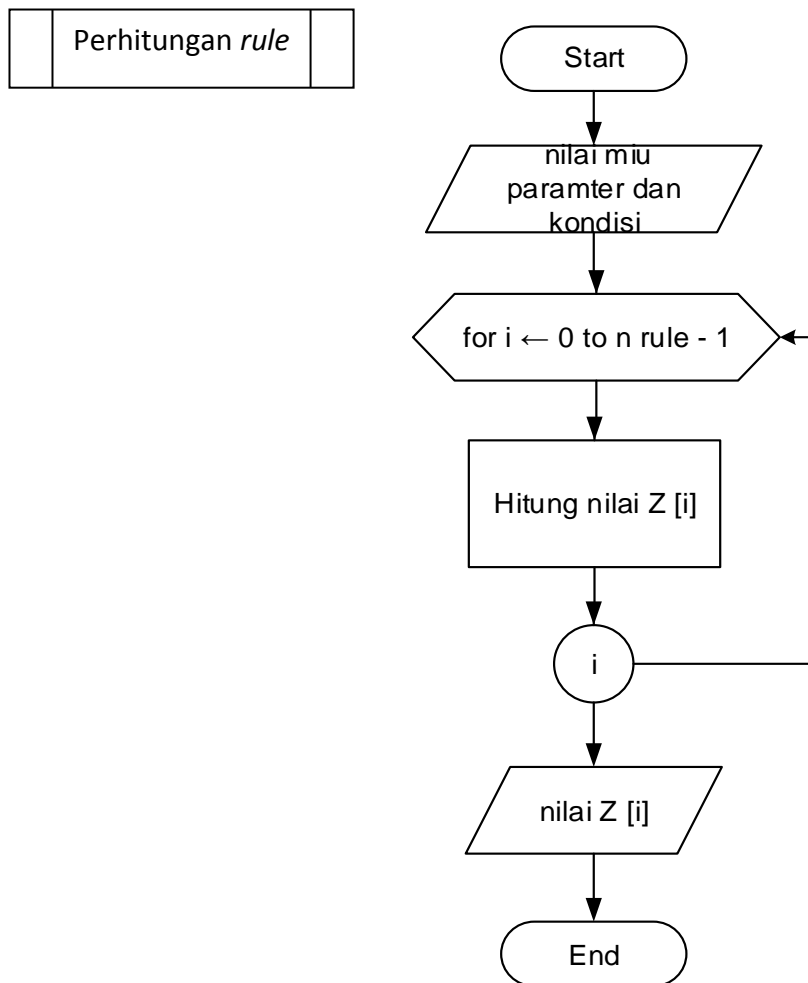 Perhitungan rule
Start
nilai miu
paramter dan
kondisi
for i ← 0 to n rule - 1
Hitung nilai Z [i]
i
nilai Z [i]
End